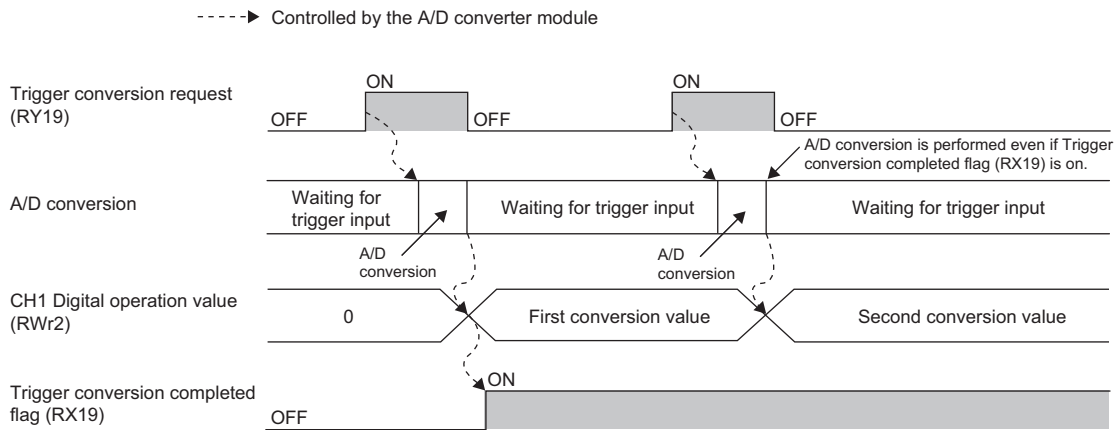 Controlled by the A/D converter module
ON
ON
Trigger conversion request
(RY19)
OFF
OFF
OFF
A/D conversion is performed even if Trigger
conversion completed flag (RX19) is on.
A/D conversion
Waiting for
trigger input
Waiting for trigger input
Waiting for trigger input
A/D
conversion
A/D
conversion
CH1 Digital operation value
(RWr2)
0
First conversion value
Second conversion value
Trigger conversion completed
flag (RX19)
ON
OFF